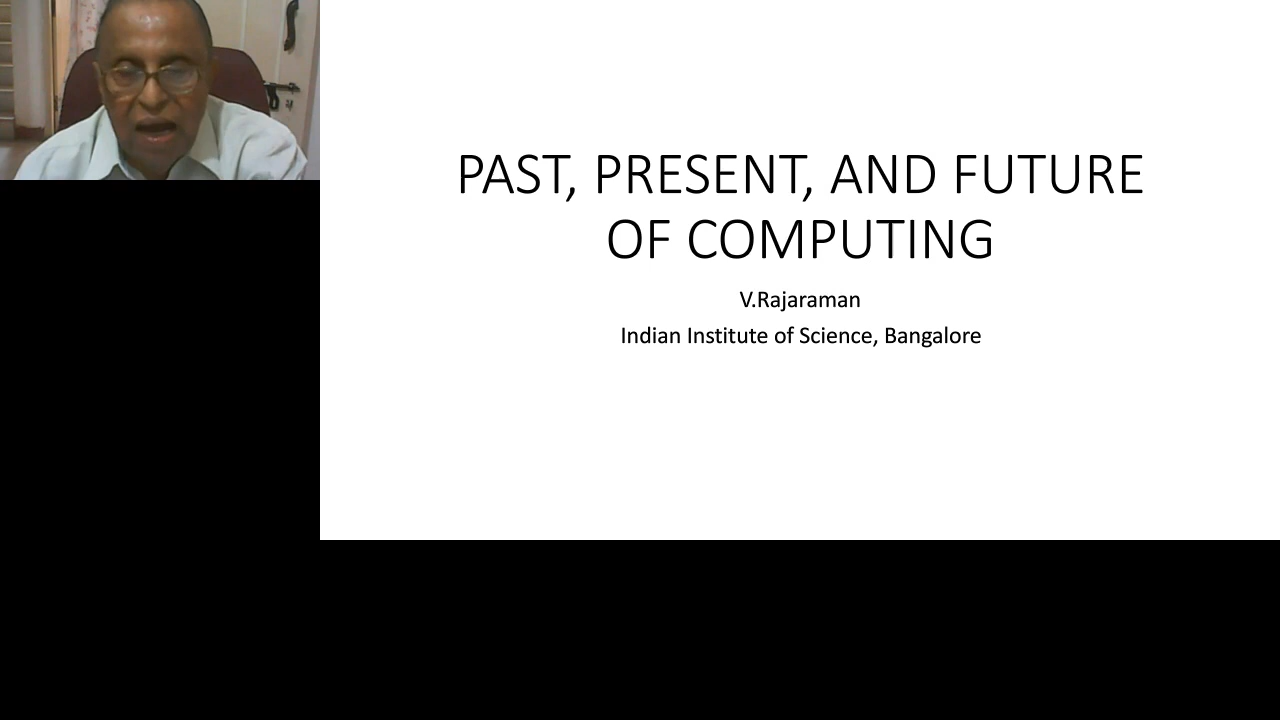 PAST, PRESENT, AND FUTURE
OF COMPUTING
V.Rajaraman
Indian Institute of Science, Bangalore